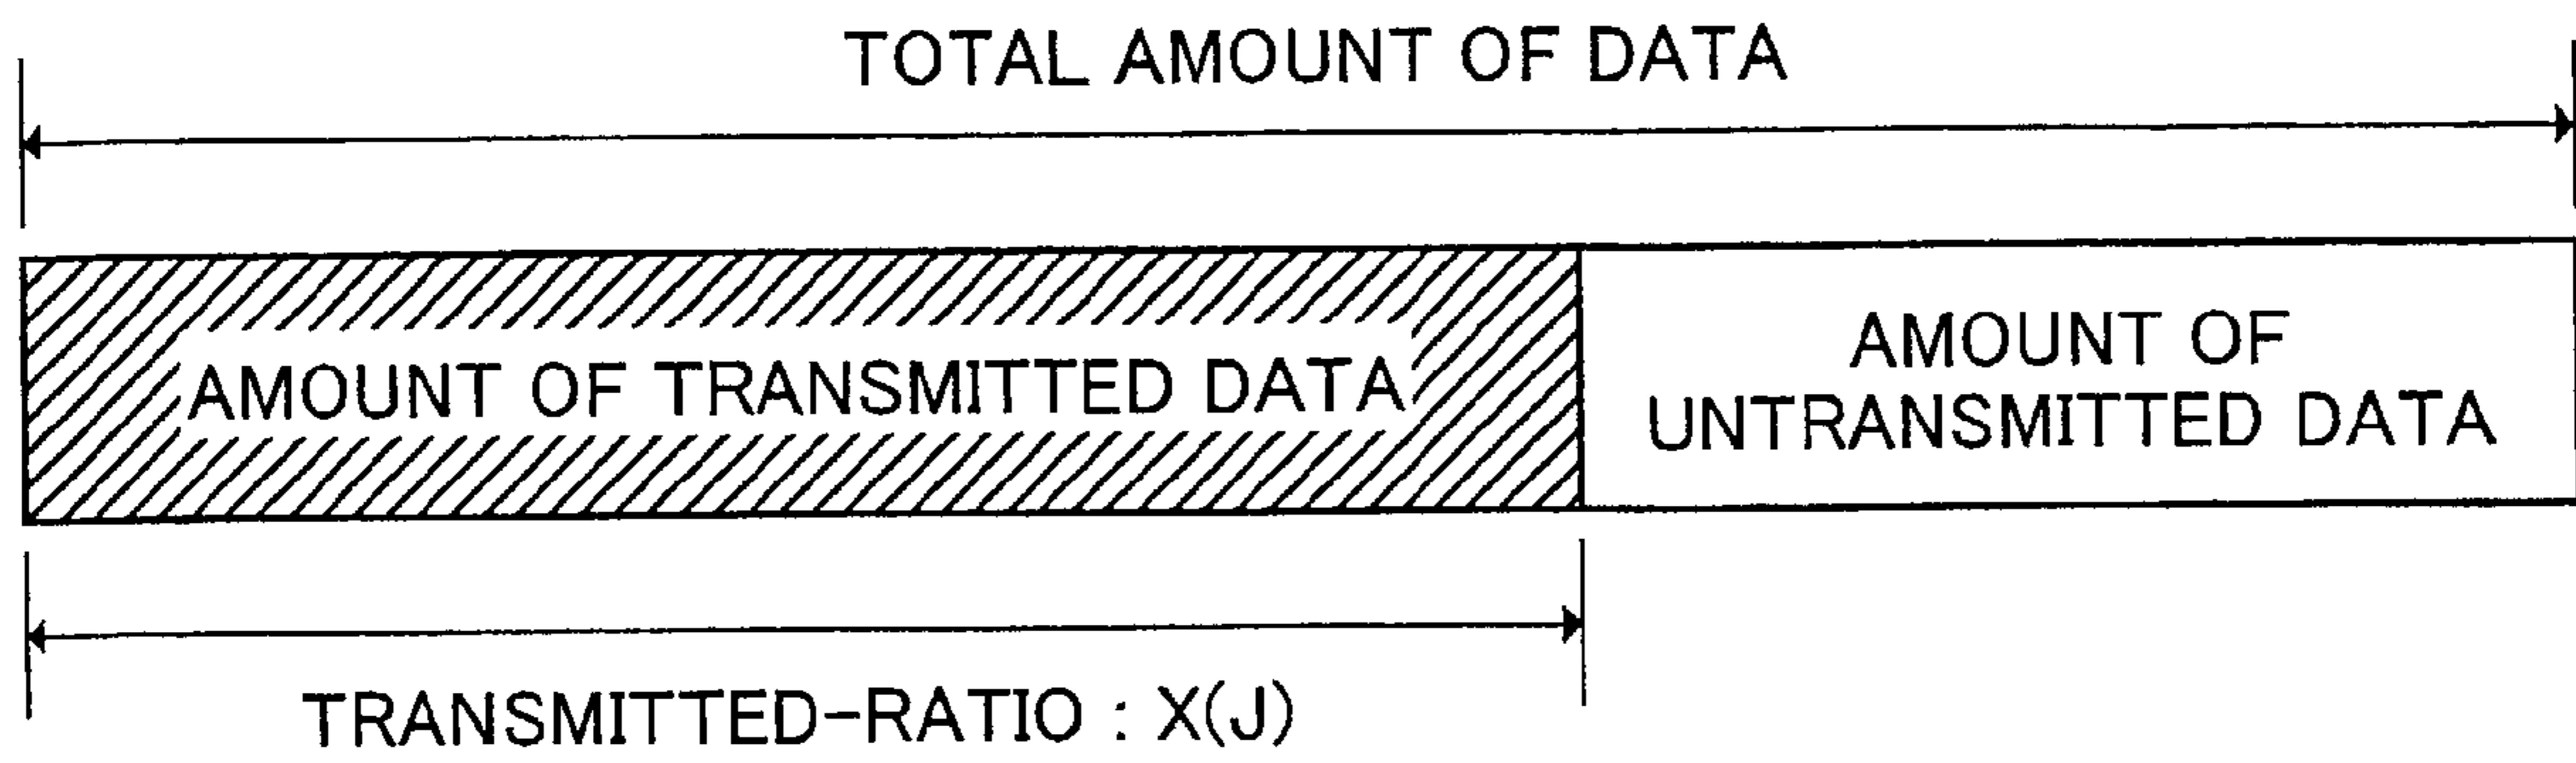 TOTAL AMOUNT OF DATA
AMOUNT OF TRANSMITTED DATA
AMOUNT OF
UNTRANSMITTED DATA
TRANSMITTED-RATIO : X(J)